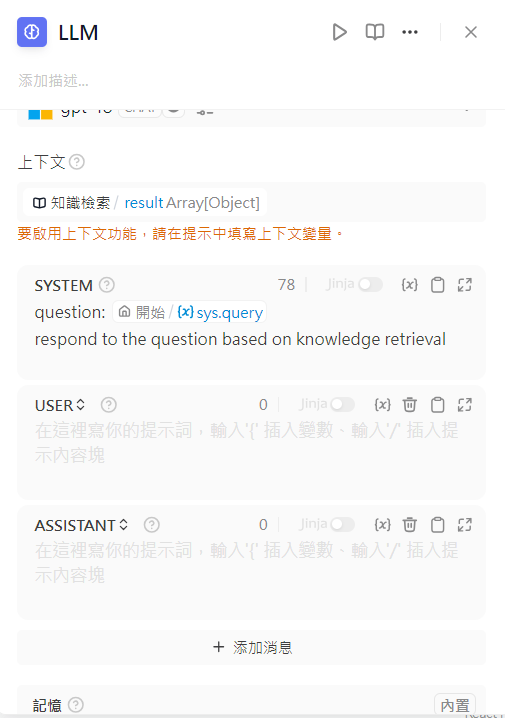 LLM
添加描述...
上下文
知識檢索 / result Array[Object]
要啟用上下文功能，請在提示中填寫上下文變量。
SYSTEM 78 Jinja {x}
question: 開始 / {x} sys.query
respond to the question based on knowledge retrieval
USER 0 Jinja {x}
在這裡寫你的提示詞，輸入'{' 插入變數、輸入'/' 插入提
示內容塊
ASSISTANT 0 Jinja {x}
在這裡寫你的提示詞，輸入'{' 插入變數、輸入'/' 插入提
示內容塊
+ 添加消息
記憶 內置